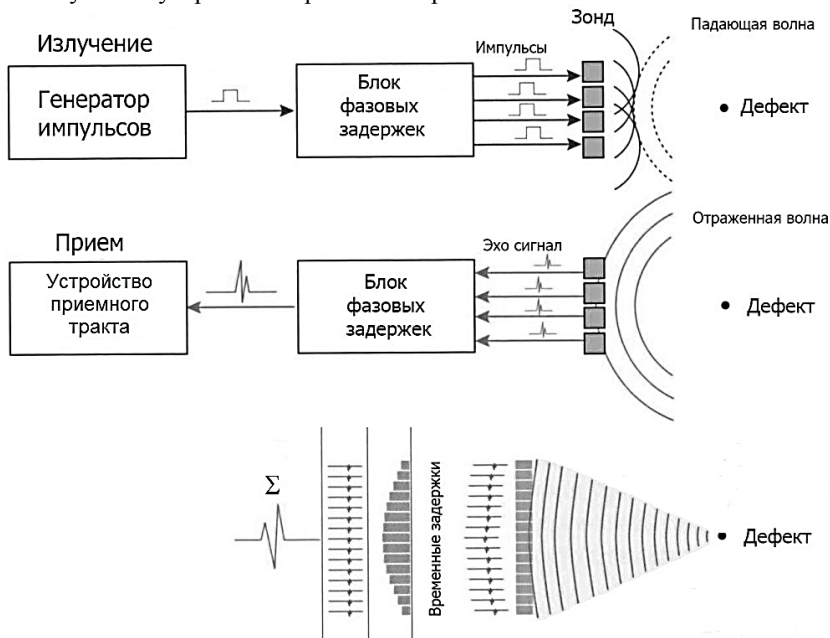 Излучение
Зонд
Падающая волна
Импульсы
Генератор
импульсов
Блок
фазовых
задержек
Дефект
Отраженная волна
Прием
Эхо сигнал
Устройство
приемного
тракта
Блок
фазовых
задержек
Дефект
Σ
Временные задержки
Дефект